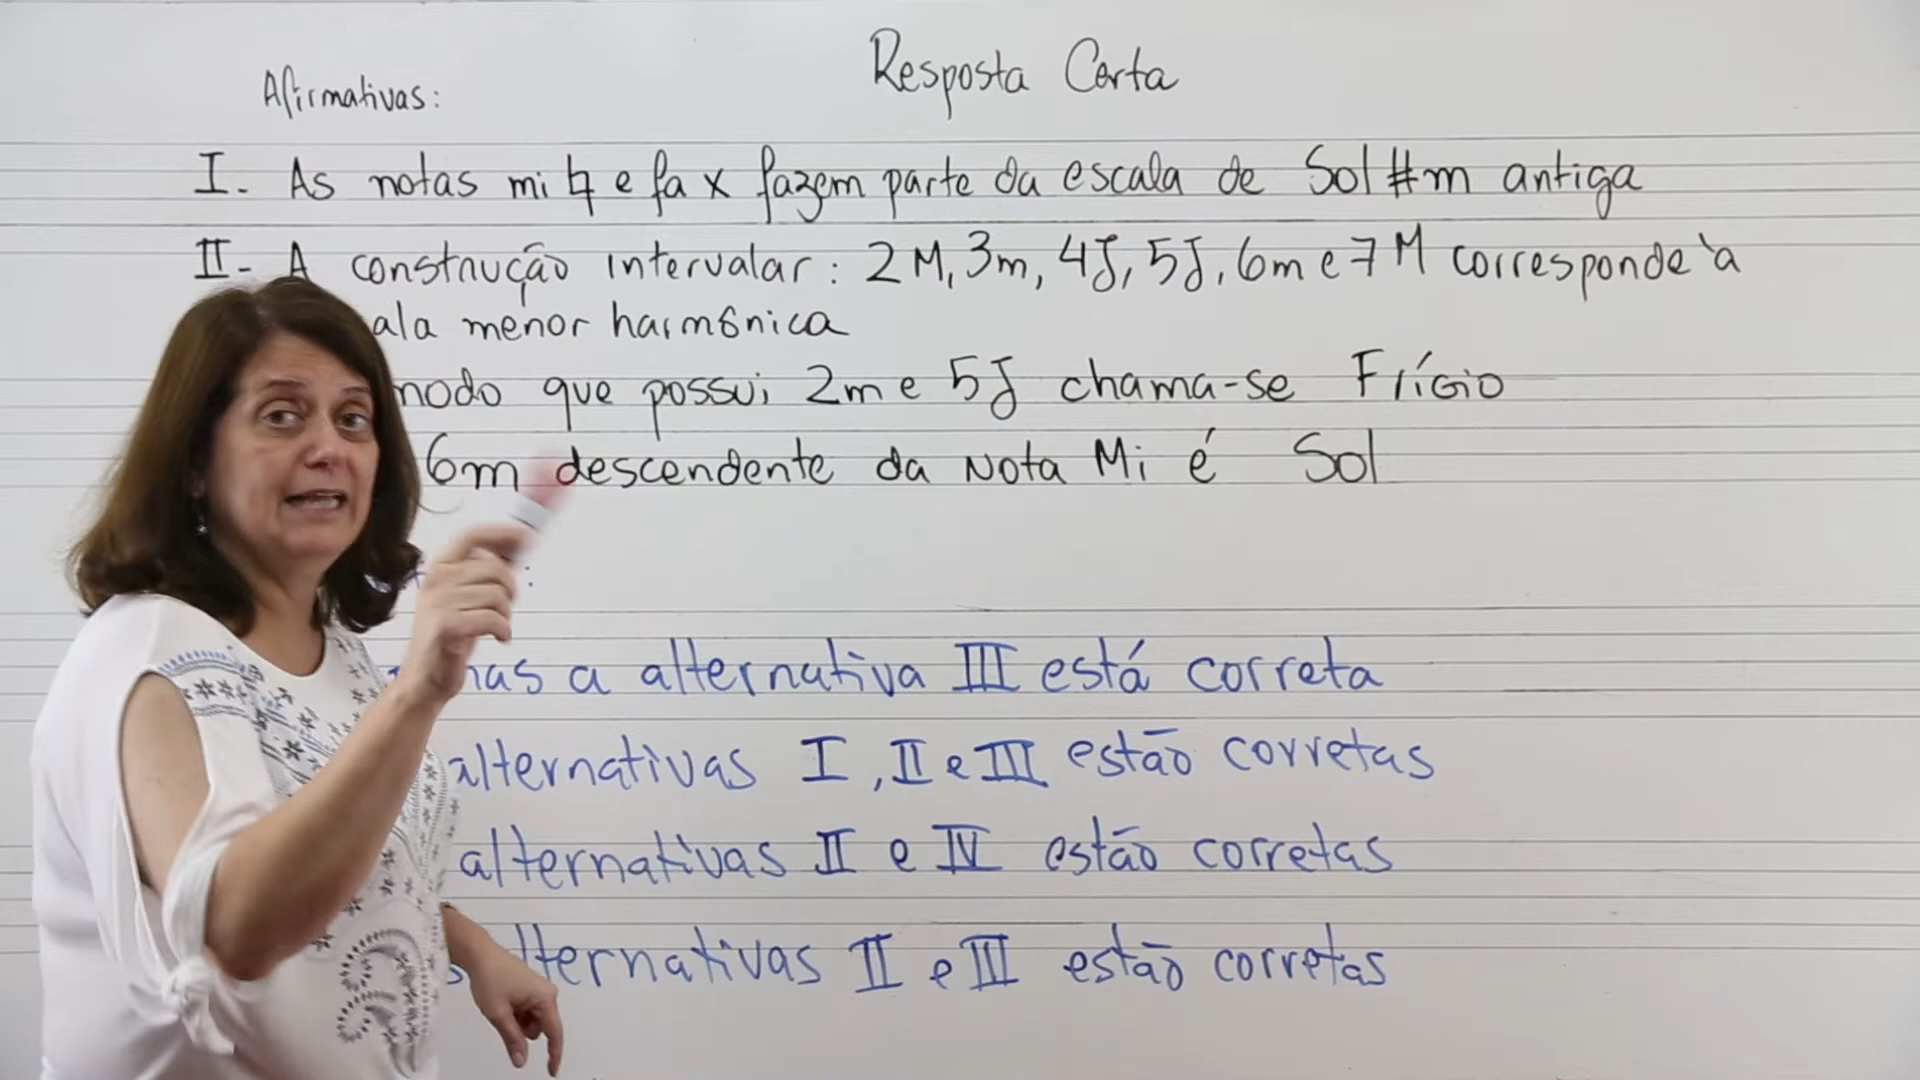 Resposta Certa
Afirmativas:
I- As notas mi ♮ e fa x fazem parte da escala de Sol #m antiga
II- A construção intervalar: 2M, 3m, 4J, 5J, 6m e 7M corresponde à
ala menor harmônica
modo que possui 2m e 5J chama-se Frígio
6m descendente da Nota Mi é Sol
:
nas a alternativa III está correta
alternativas I, II e III estão corretas
alternativas II e IV estão corretas
s lternativas II e III estão corretas